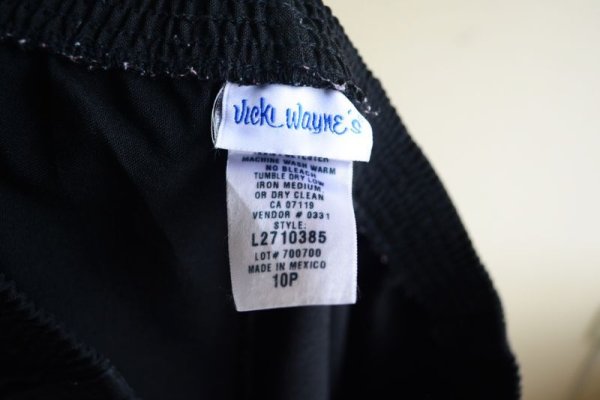 Vicki Wayne's
MACHINE WASH WARM
NO BLEACH
TUMBLE DRY LOW
IRON MEDIUM
OR DRY CLEAN
CA 07119
VENDOR # 0331
STYLE:
L2710385
LOT# 700700
MADE IN MEXICO
10P